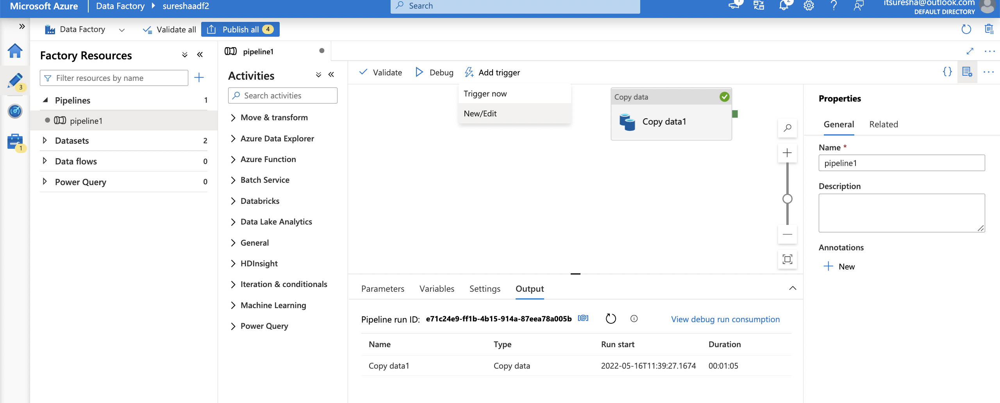 Microsoft Azure
Data Factory
sureshaadf2
Search
1
2
itsuresha@outlook.com
DEFAULT DIRECTORY
Data Factory
Validate all
Publish all
4
3
1
Factory Resources
Filter resources by name
Pipelines
1
pipeline1
Datasets
2
Data flows
0
Power Query
0
pipeline1
Activities
Search activities
Move & transform
Azure Data Explorer
Azure Function
Batch Service
Databricks
Data Lake Analytics
General
HDInsight
Iteration & conditionals
Machine Learning
Power Query
Validate
Debug
Add trigger
Trigger now
New/Edit
Copy data
Copy data1
Parameters
Variables
Settings
Output
Pipeline run ID: e71c24e9-ff1b-4b15-914a-87eea78a005b [@]
View debug run consumption
Name Type Run start Duration
Copy data1 Copy data 2022-05-16T11:39:27.1674 00:01:05
Properties
General
Related
Name *
pipeline1
Description
Annotations
New